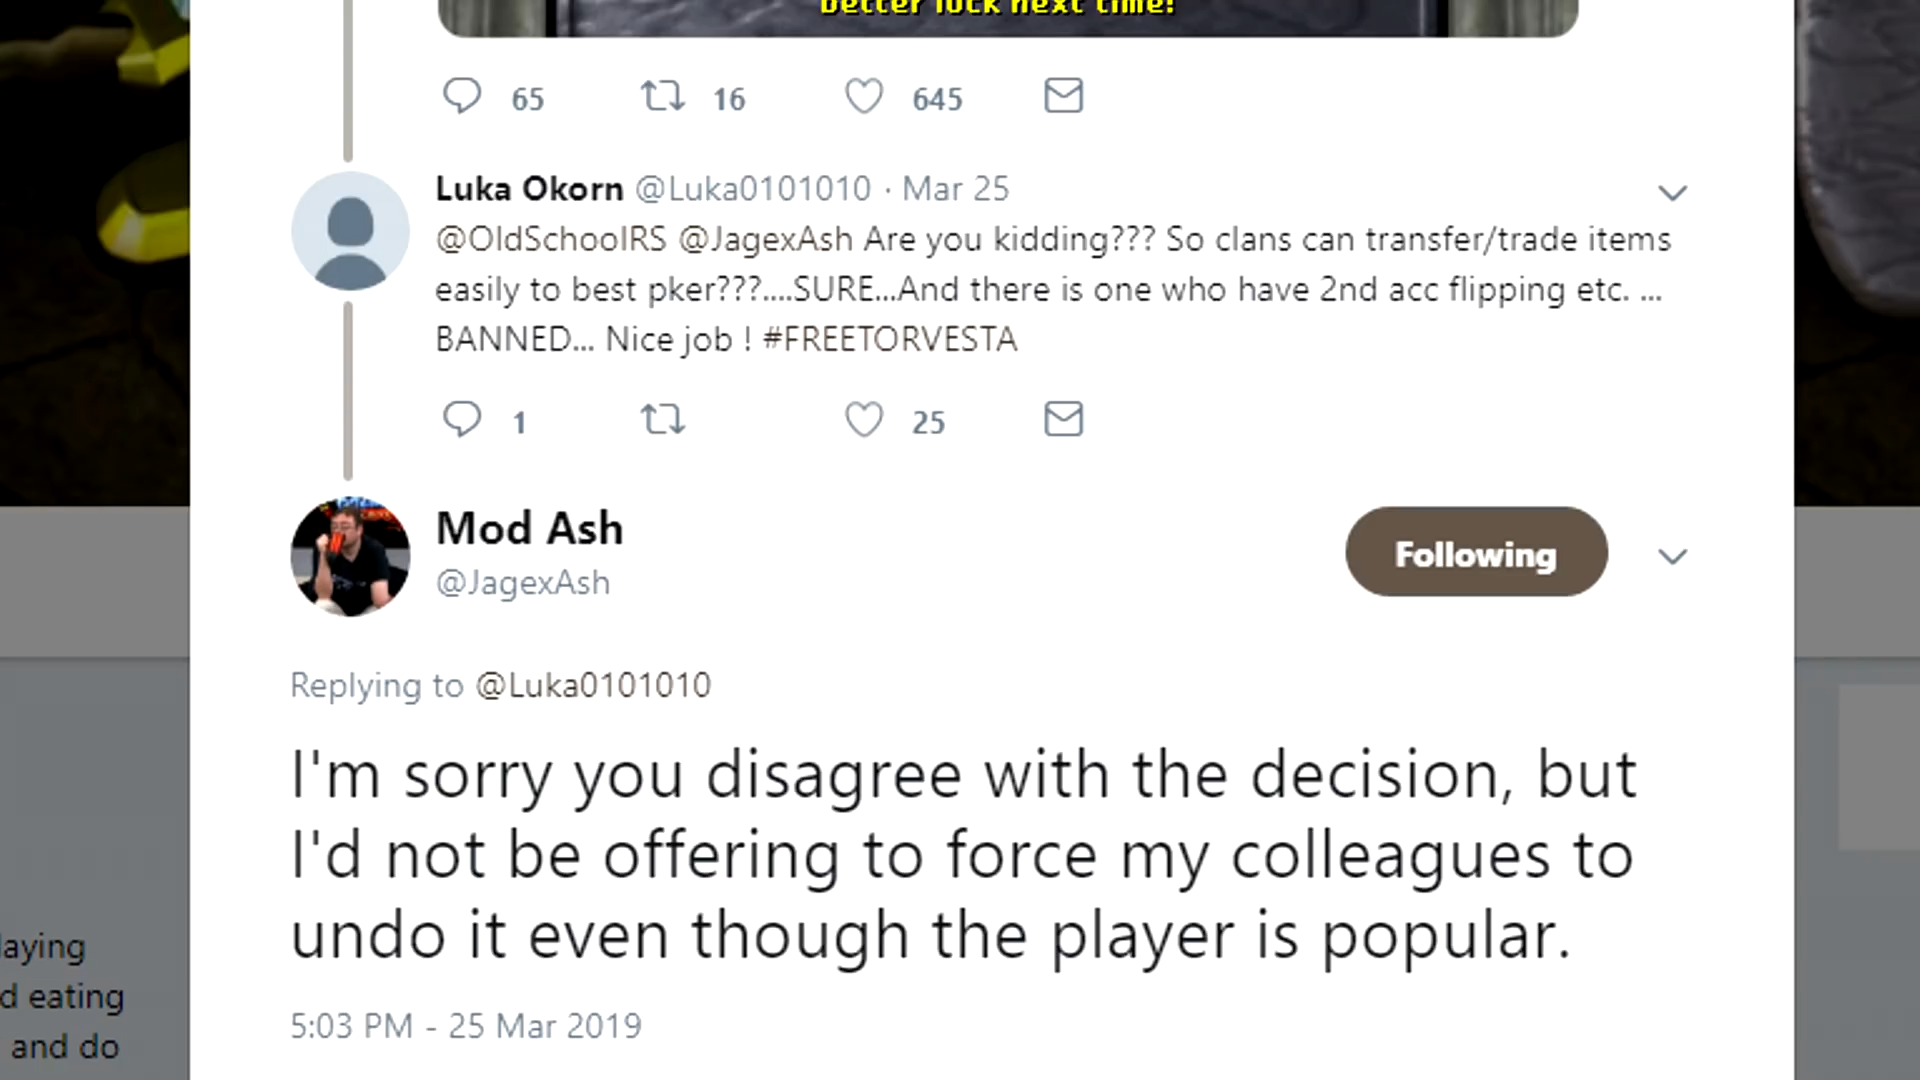 better luck next time!
65 16 645
Luka Okorn @Luka0101010 · Mar 25
@OldSchoolRS @JagexAsh Are you kidding??? So clans can transfer/trade items
easily to best pker???....SURE...And there is one who have 2nd acc flipping etc. ...
BANNED... Nice job ! #FREETORVESTA
1 25
Mod Ash
@JagexAsh
Following
Replying to @Luka0101010
I'm sorry you disagree with the decision, but
I'd not be offering to force my colleagues to
undo it even though the player is popular.
5:03 PM - 25 Mar 2019
laying
d eating
and do